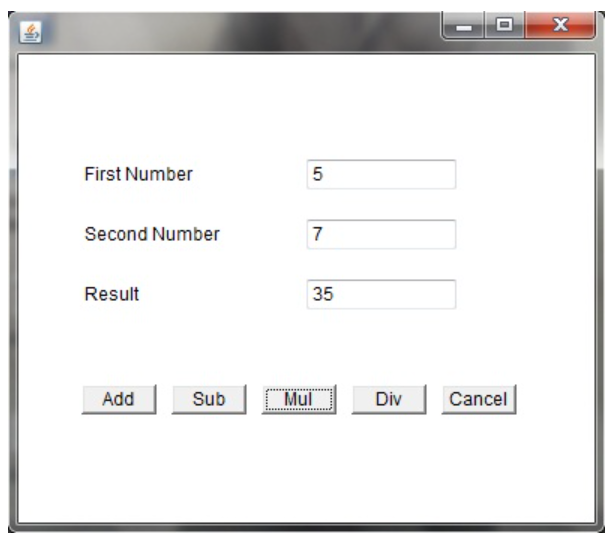 First Number 5
Second Number 7
Result 35
Add Sub Mul Div Cancel